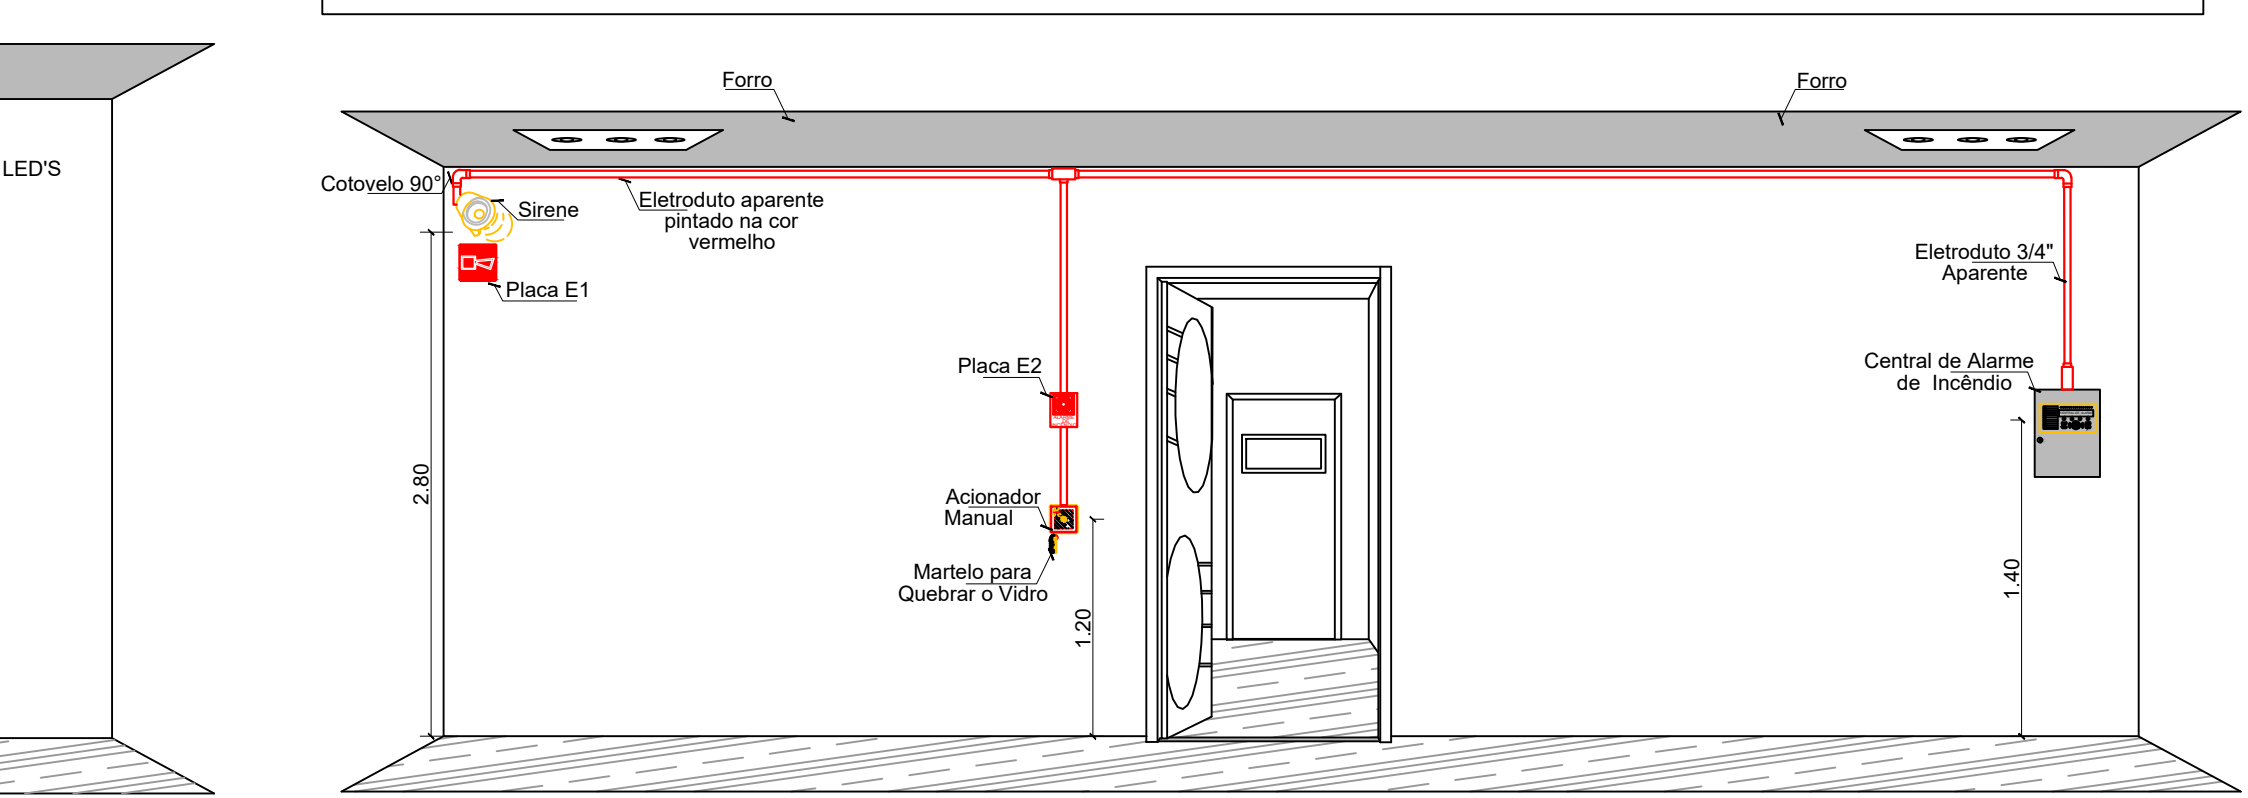 Forro
Forro
LED'S
Cotovelo 90°
Sirene
Eletroduto aparente
pintado na cor
vermelho
Placa E1
Eletroduto 3/4"
Aparente
Placa E2
Central de Alarme
de Incêndio
2.80
Acionador
Manual
Martelo para
Quebrar o Vidro
1.20
1.40